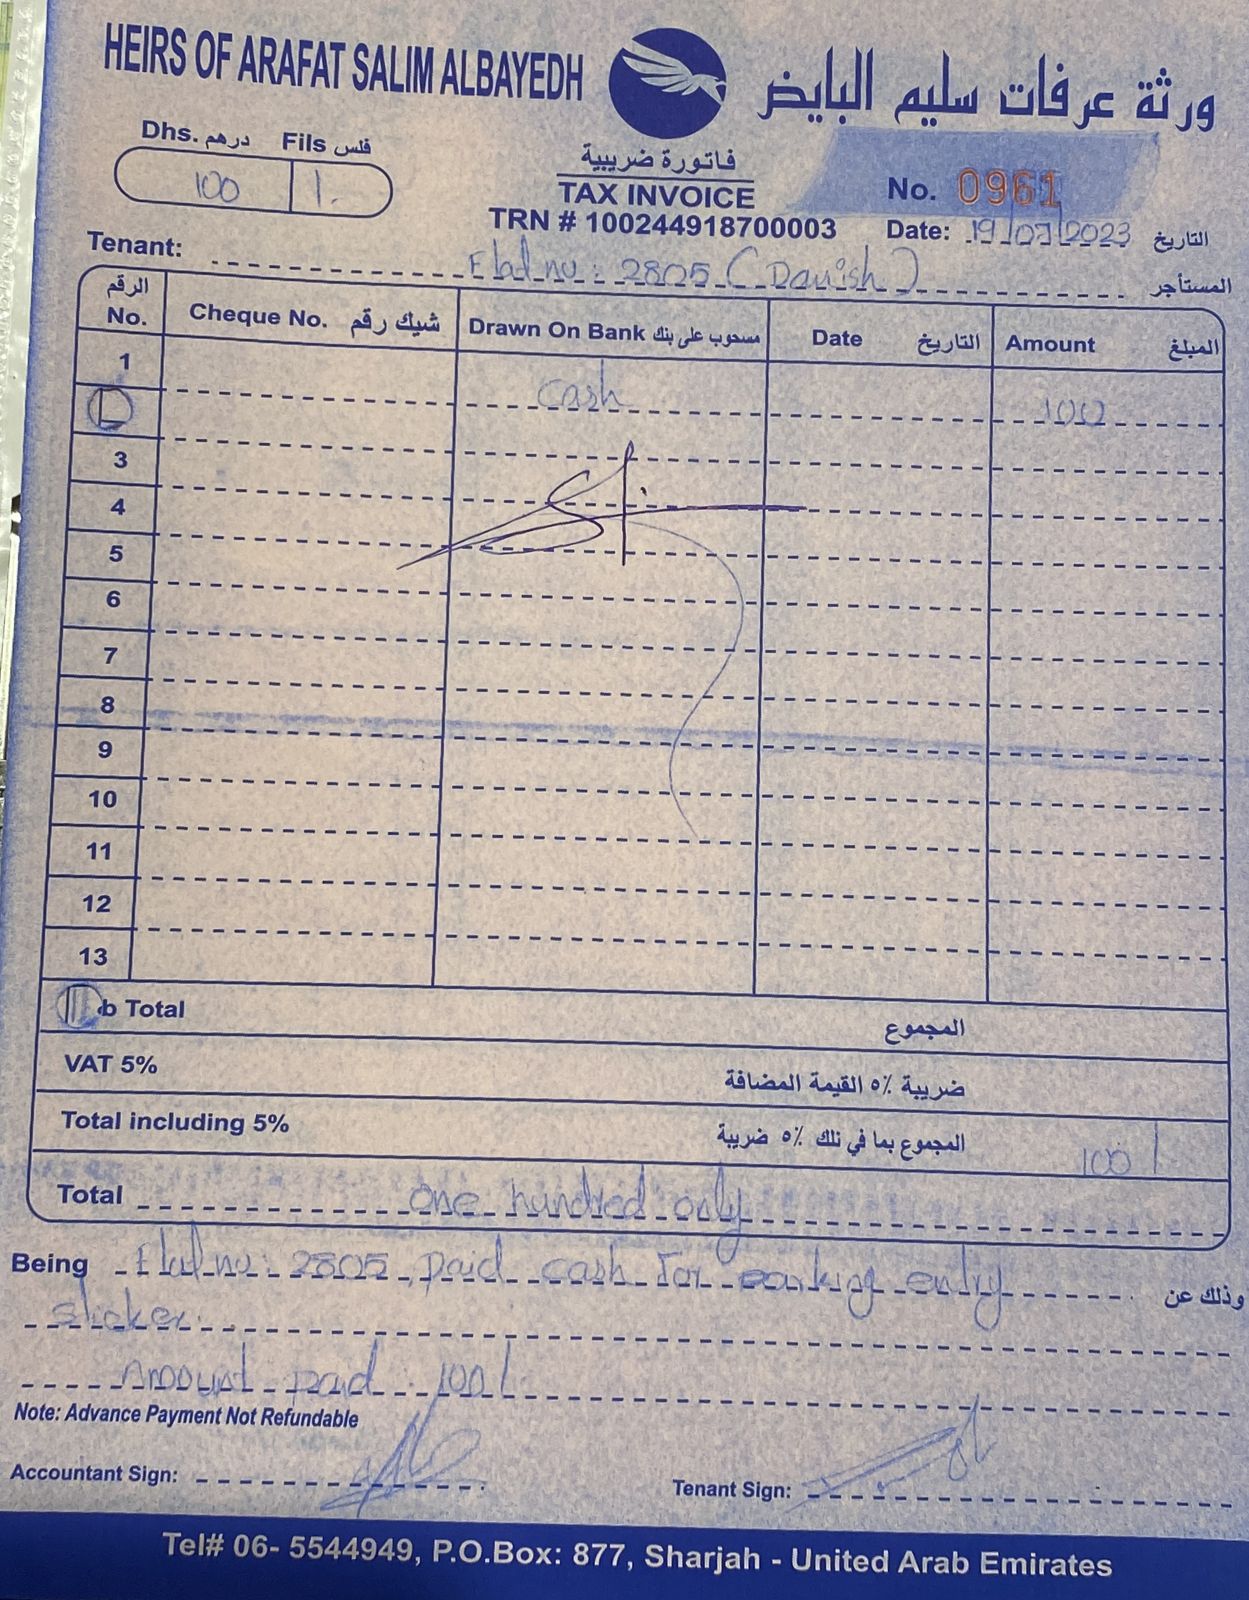 HEIRS OF ARAFAT SALIM ALBAYEDH ورثة عرفات سليم البايض
Dhs. درهم Fils فلس
100
فاتورة ضريبية
TAX INVOICE
TRN # 100244918700003
No. 0961
Date: 19/07/2023 التاريخ
Tenant: Flat no: 2805 (Danish) المستأجر
الرقم No. Cheque No. شيك رقم Drawn On Bank مسحوب على بنك Date التاريخ Amount المبلغ
1 Cash 100
3
4
5
6
7
8
9
10
11
12
13
b Total المجموع
VAT 5% ضريبة ٥٪ القيمة المضافة
Total including 5% المجموع بما في تلك ٥٪ ضريبة 100/
Total one hundred only
Being Flat no: 2805, paid cash for parking entry وذلك عن
sticker.
Amount paid. 100/
Note: Advance Payment Not Refundable
Accountant Sign: Tenant Sign:
Tel# 06- 5544949, P.O.Box: 877, Sharjah - United Arab Emirates